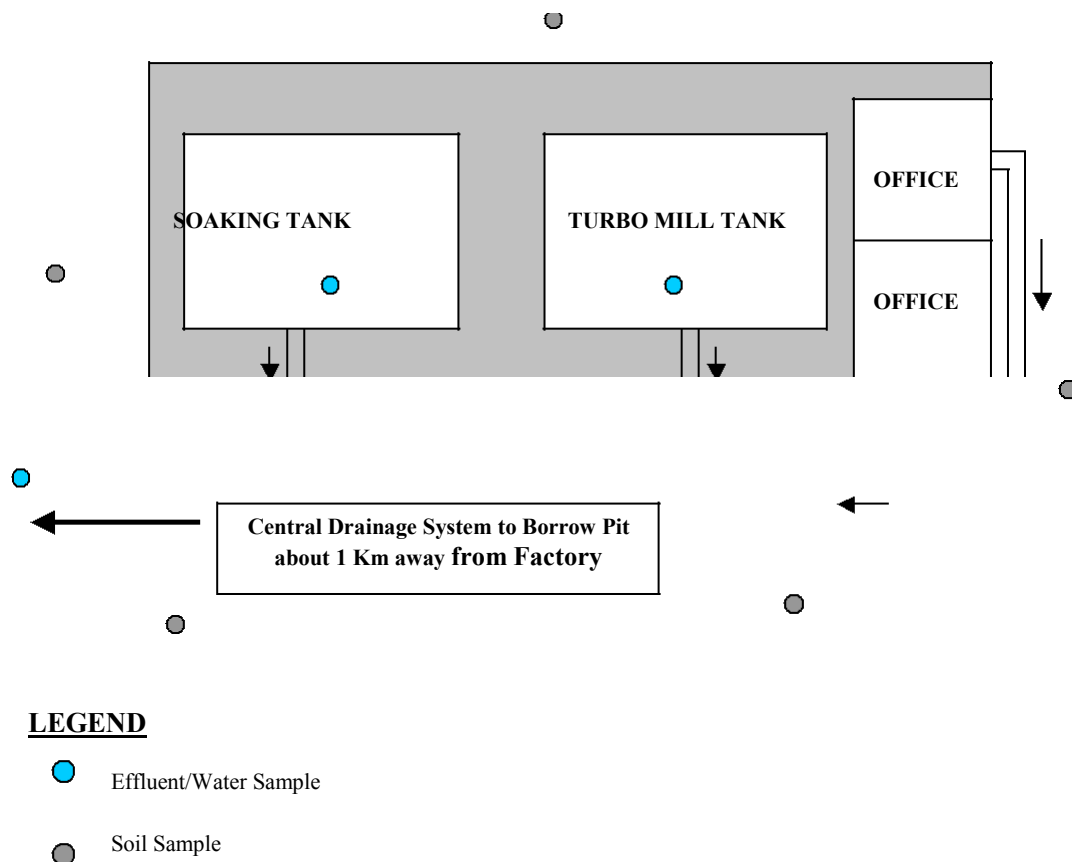 OFFICE
SOAKING TANK
TURBO MILL TANK
OFFICE
Central Drainage System to Borrow Pit
about 1 Km away from Factory
LEGEND
Effluent/Water Sample
Soil Sample